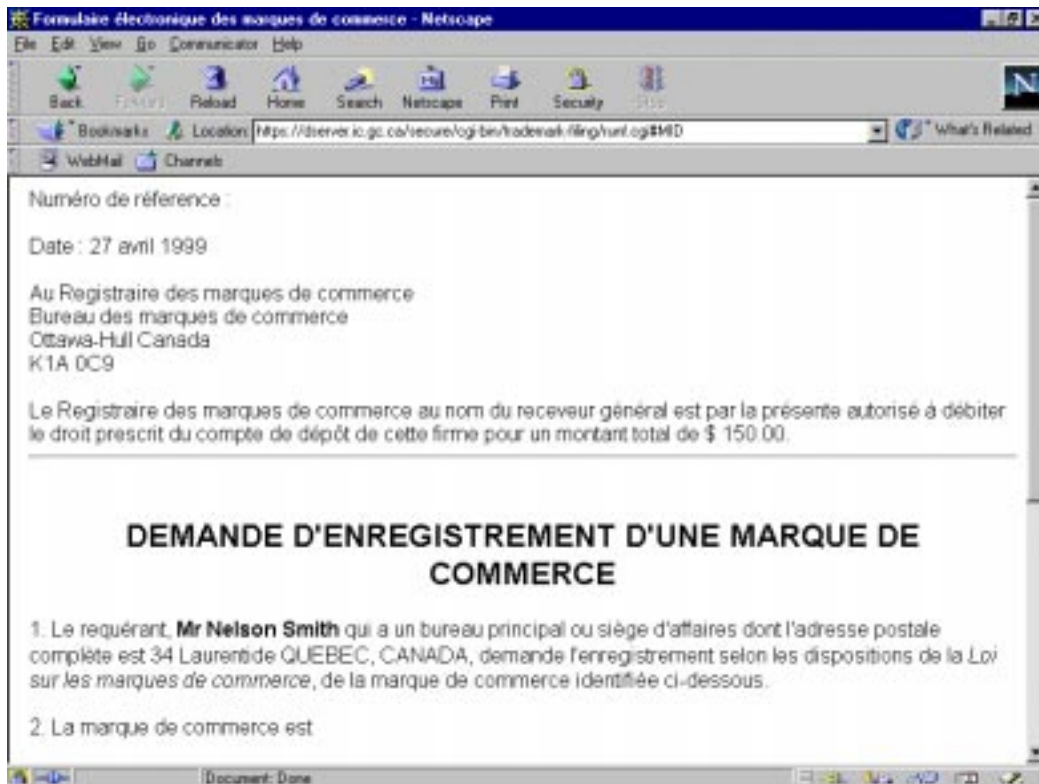 Formulaire électronique des marques de commerce - Netscape
File Edit View Go Communicator Help
Back Forward Reload Home Search Netscape Print Security Stop
Bookmarks Location: https://dserver.ic.gc.ca/secure/cgi-bin/trademark-filing/runf.cgi#MID What's Related
WebMail Channels
Numéro de réference :
Date : 27 avril 1999
Au Registraire des marques de commerce
Bureau des marques de commerce
Ottawa-Hull Canada
K1A 0C9
Le Registraire des marques de commerce au nom du receveur général est par la présente autorisé à débiter
le droit prescrit du compte de dépôt de cette firme pour un montant total de $ 150.00.
DEMANDE D'ENREGISTREMENT D'UNE MARQUE DE
COMMERCE
1. Le requérant, Mr Nelson Smith qui a un bureau principal ou siège d'affaires dont l'adresse postale
complète est 34 Laurentide QUEBEC, CANADA, demande l'enregistrement selon les dispositions de la Loi
sur les marques de commerce, de la marque de commerce identifiée ci-dessous.
2. La marque de commerce est
Document: Done